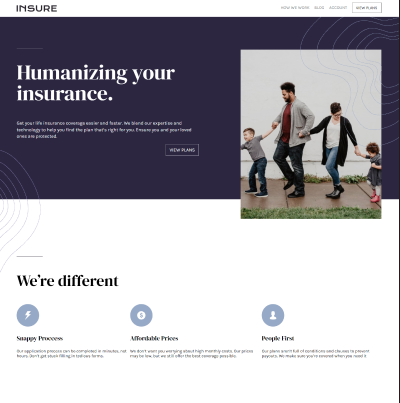 INSURE
HOW WE WORK BLOG ACCOUNT VIEW PLANS
Humanizing your
insurance.
Get your life insurance coverage easier and faster. We blend our expertise and
technology to help you find the plan that's right for you. Ensure you and your loved
ones are protected.
VIEW PLANS
We're different
Snappy Proccess
Our application process can be completed in minutes, not
hours. Don't get stuck filling in tedious forms.
Affordable Prices
We don't want you worrying about high monthly costs. Our prices
may be low, but we still offer the best coverage possible.
People First
Our plans aren't full of conditions and clauses to prevent
payouts. We make sure you're covered when you need it.